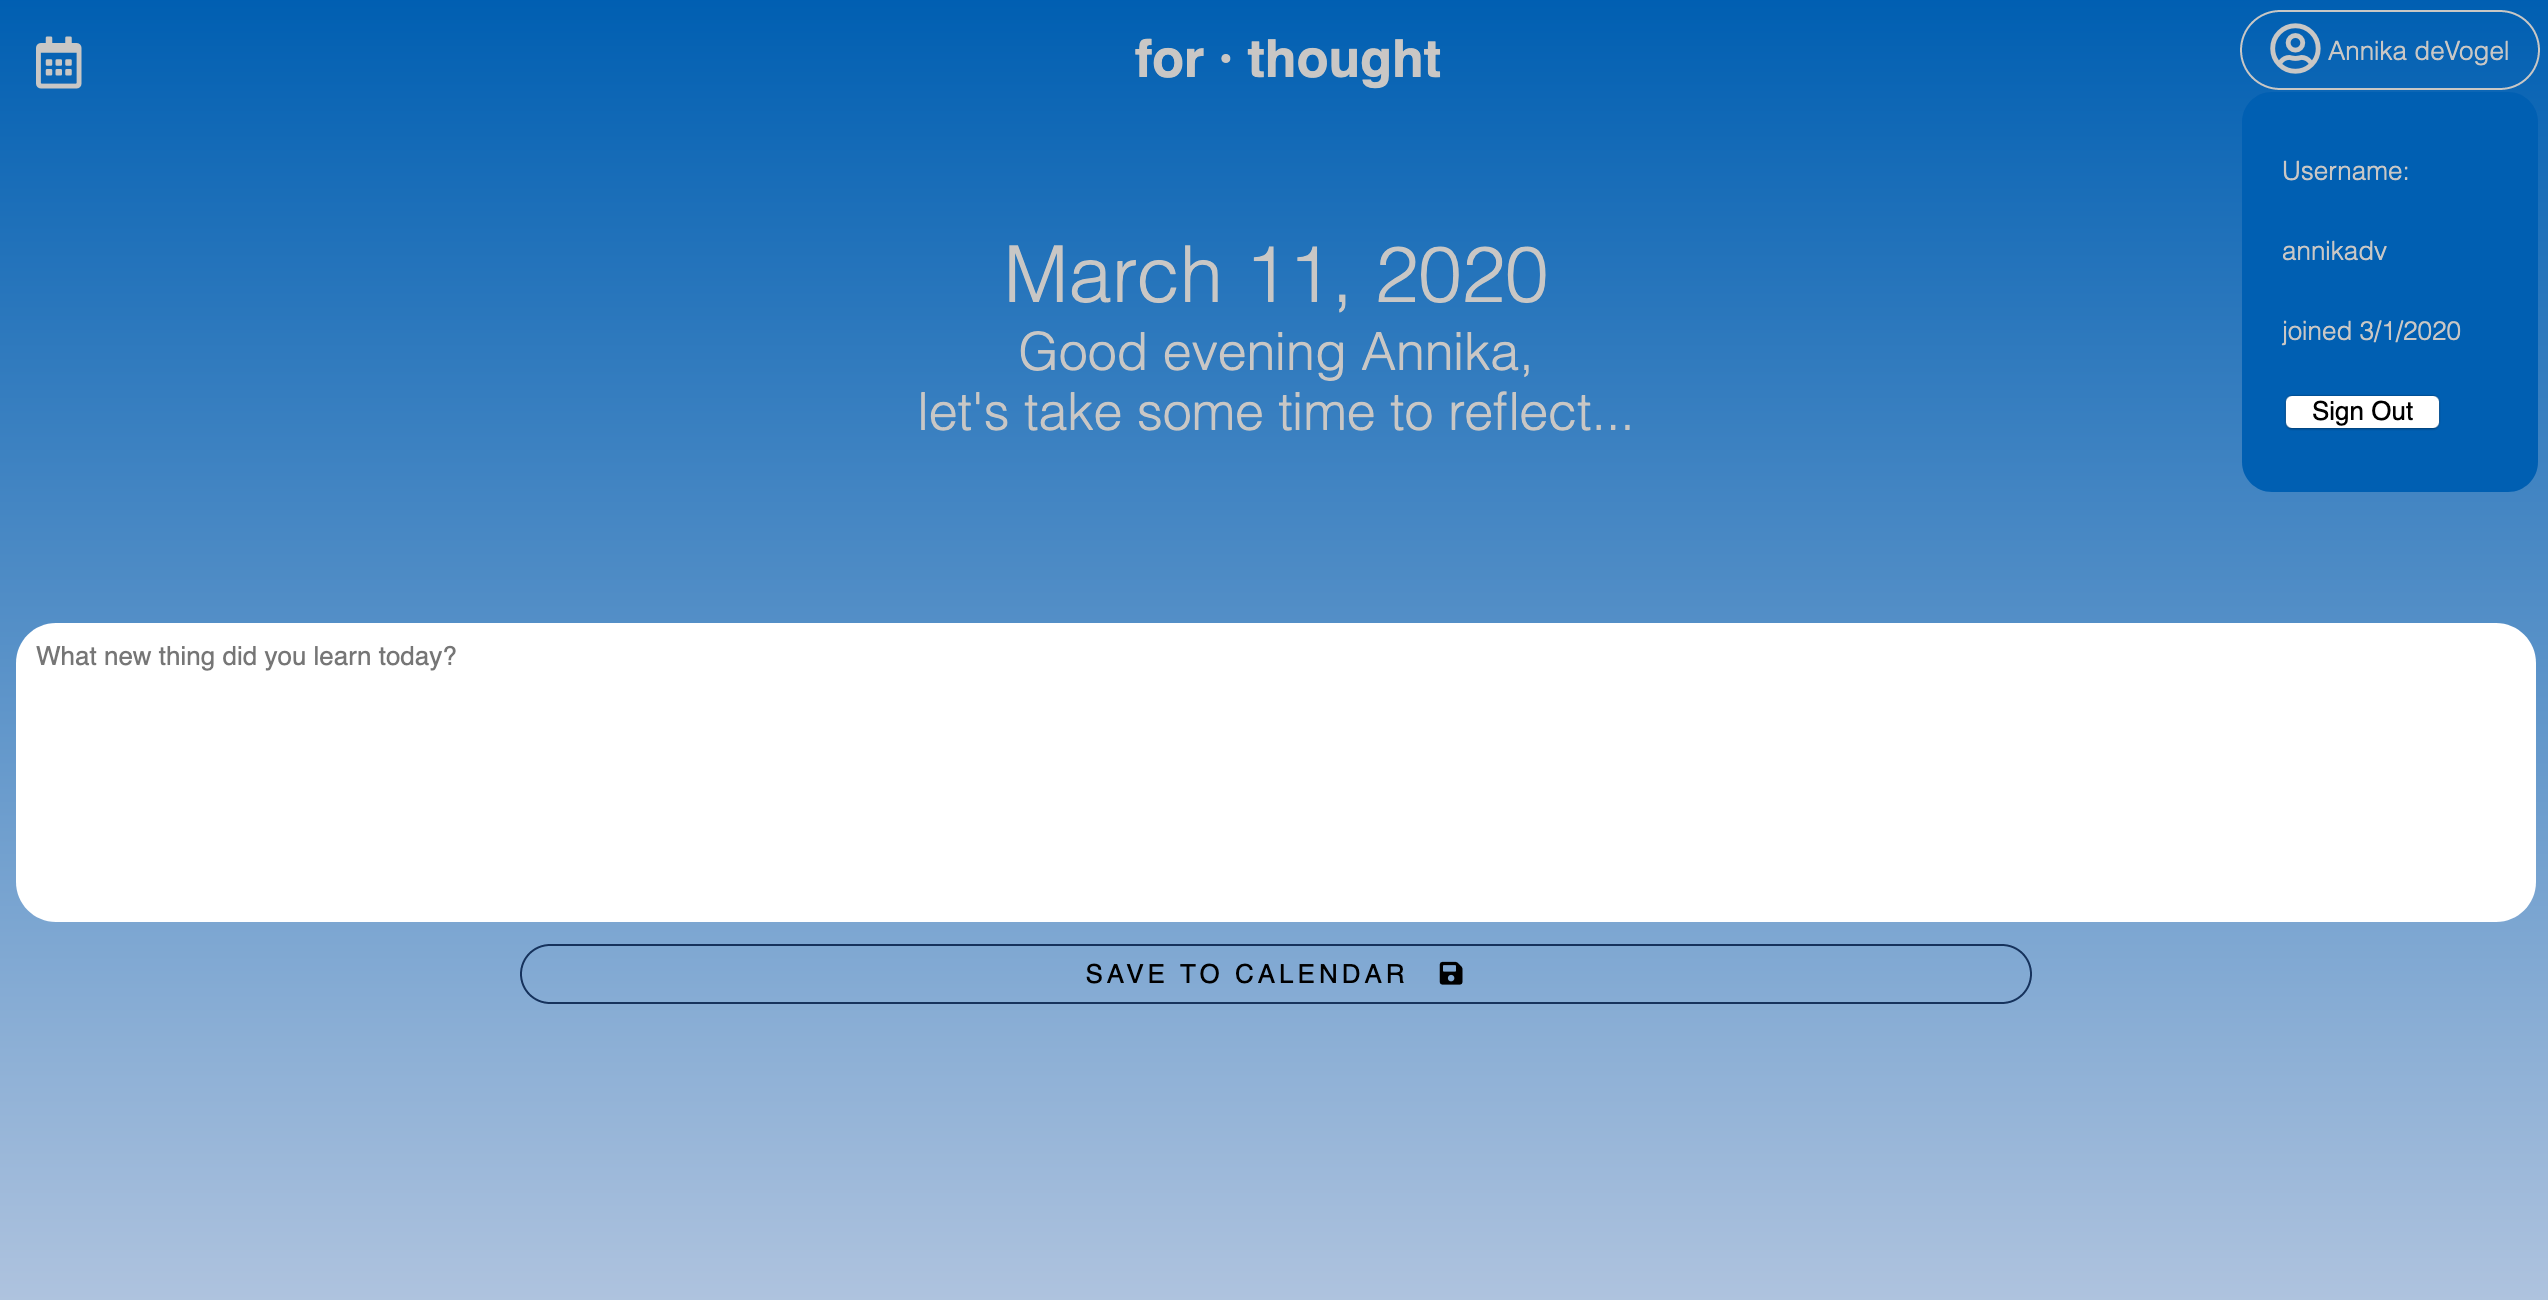 for · thought
Annika deVogel
Username:
annikadv
joined 3/1/2020
Sign Out
March 11, 2020
Good evening Annika,
let's take some time to reflect...
What new thing did you learn today?
SAVE TO CALENDAR